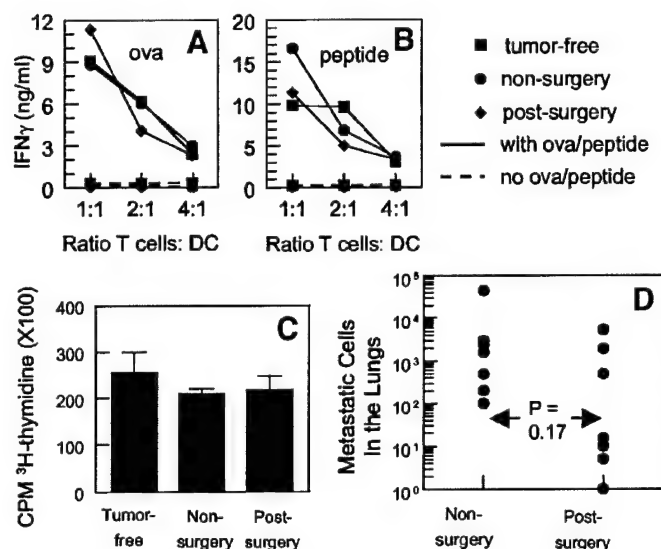 A
ova
12
9
6
3
0
IFNγ (ng/ml)
1:1 2:1 4:1
Ratio T cells: DC
B
peptide
20
15
10
5
0
1:1 2:1 4:1
Ratio T cells: DC
tumor-free
non-surgery
post-surgery
with ova/peptide
no ova/peptide
C
400
300
200
100
0
CPM ³H-thymidine (X100)
Tumor-
free
Non-
surgery
Post-
surgery
D
10⁵
10⁴
10³
10²
10¹
10⁰
Metastatic Cells
In the Lungs
P =
0.17
Non-
surgery
Post-
surgery